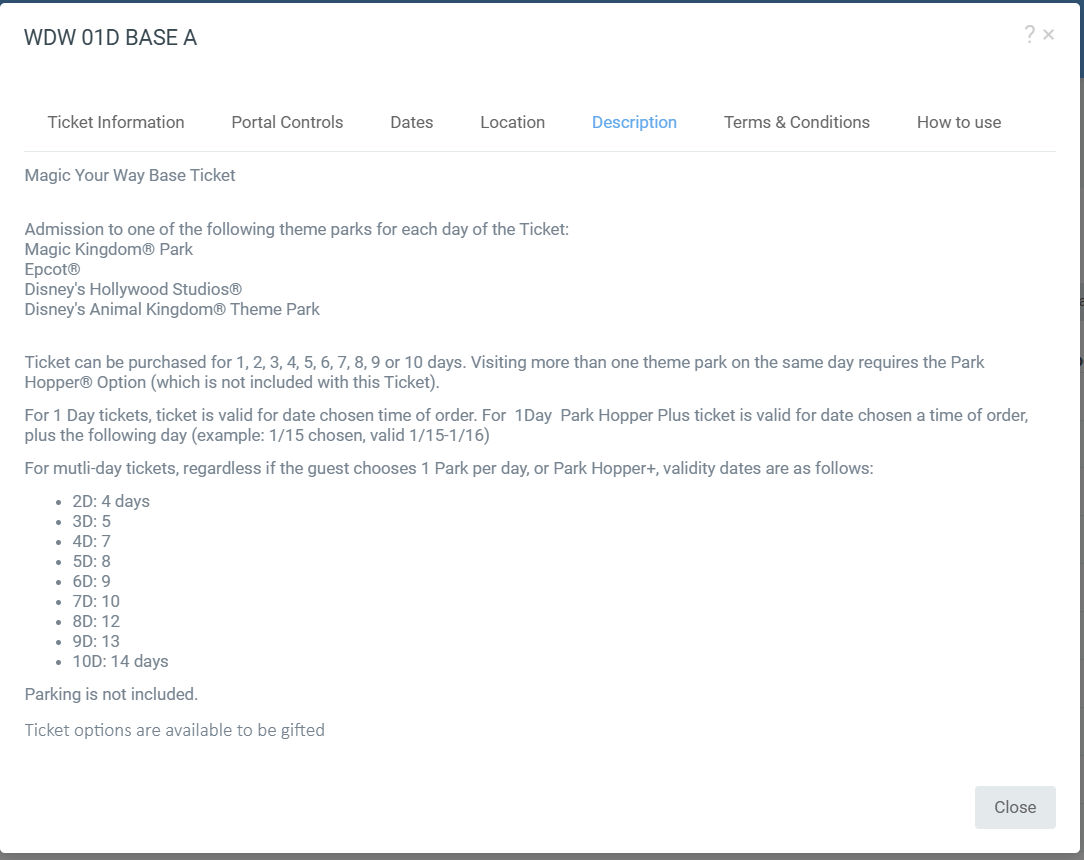 WDW 01D BASE A
? ×
Ticket Information Portal Controls Dates Location Description Terms & Conditions How to use
Magic Your Way Base Ticket
Admission to one of the following theme parks for each day of the Ticket:
Magic Kingdom® Park
Epcot®
Disney's Hollywood Studios®
Disney's Animal Kingdom® Theme Park
Ticket can be purchased for 1, 2, 3, 4, 5, 6, 7, 8, 9 or 10 days. Visiting more than one theme park on the same day requires the Park
Hopper® Option (which is not included with this Ticket).
For 1 Day tickets, ticket is valid for date chosen time of order. For  1Day  Park Hopper Plus ticket is valid for date chosen a time of order,
plus the following day (example: 1/15 chosen, valid 1/15-1/16)
For mutli-day tickets, regardless if the guest chooses 1 Park per day, or Park Hopper+, validity dates are as follows:
• 2D: 4 days
• 3D: 5
• 4D: 7
• 5D: 8
• 6D: 9
• 7D: 10
• 8D: 12
• 9D: 13
• 10D: 14 days
Parking is not included.
Ticket options are available to be gifted
Close